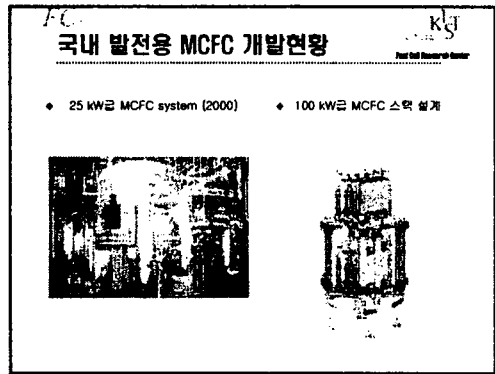 FC
KIST
국내 발전용 MCFC 개발현황
Fuel Cell Research Center
◆ 25 kW급 MCFC system (2000)
◆ 100 kW급 MCFC 스택 설계